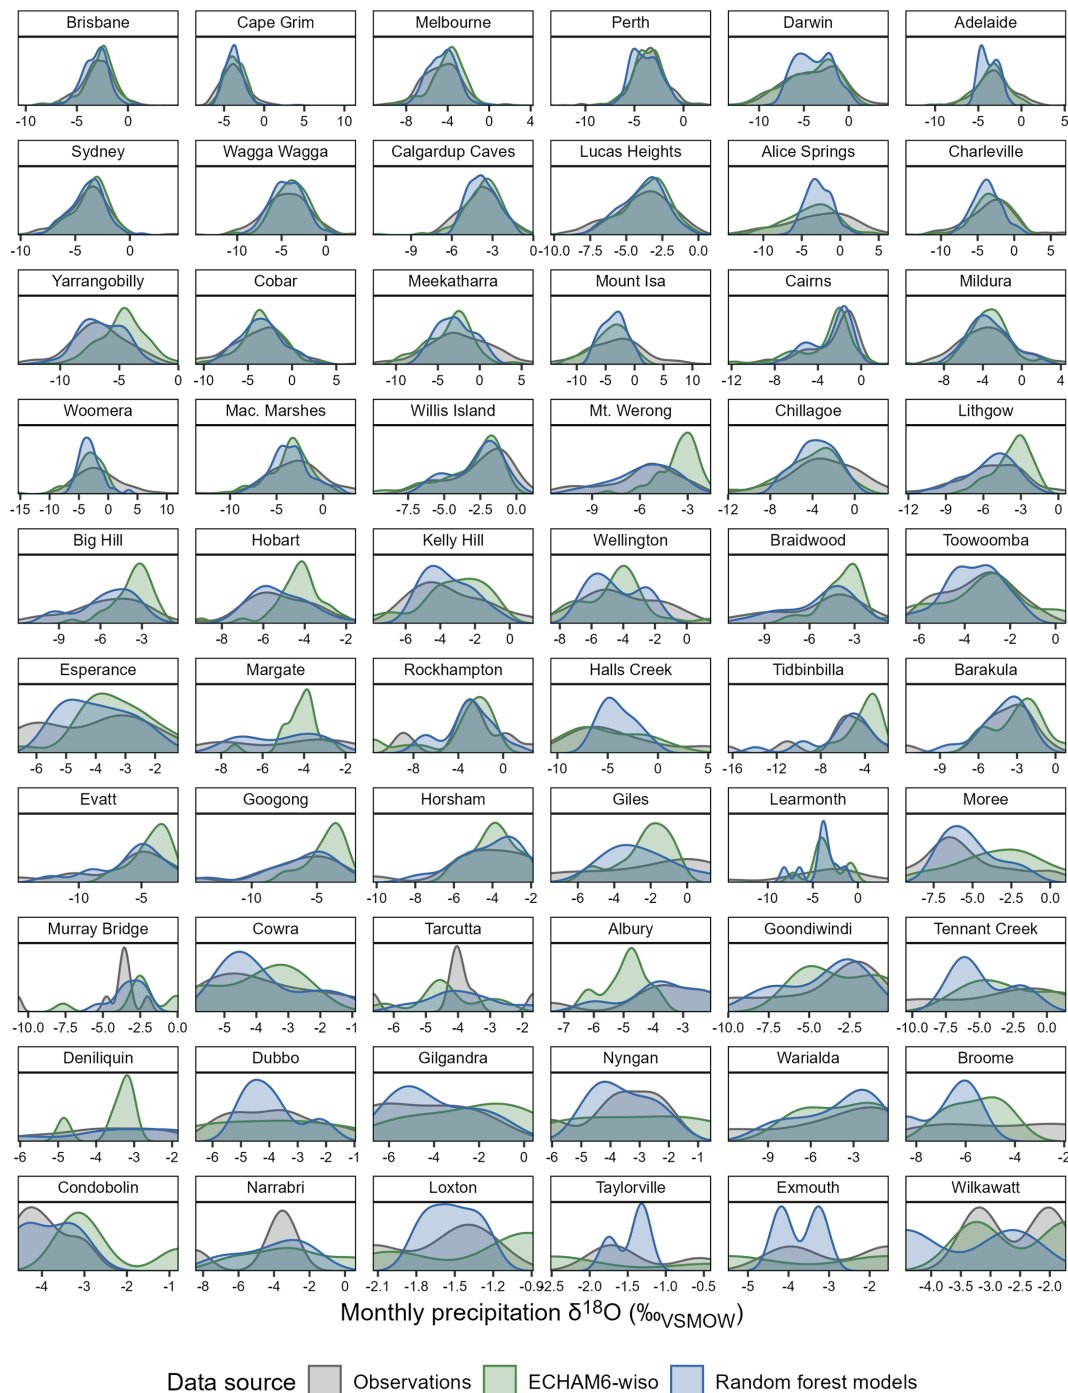 Brisbane Cape Grim Melbourne Perth Darwin Adelaide
-10 -5 0 -5 0 5 10 -8 -4 0 4 -10 -5 0 -10 -5 0 -10 -5 0 5
Sydney Wagga Wagga Calgardup Caves Lucas Heights Alice Springs Charleville
-10 -5 0 -10 -5 0 -9 -6 -3 0 -10.0 -7.5 -5.0 -2.5 0.0 -10 -5 0 5 -10 -5 0 5
Yarrangobilly Cobar Meekatharra Mount Isa Cairns Mildura
-10 -5 0 -10 -5 0 5 -10 -5 0 5 -10 -5 0 5 10 -12 -8 -4 0 -8 -4 0 4
Woomera Mac. Marshes Willis Island Mt. Werong Chillagoe Lithgow
-15 -10 -5 0 5 10 -10 -5 0 -7.5 -5.0 -2.5 0.0 -9 -6 -3 -12 -8 -4 0 -12 -9 -6 -3 0
Big Hill Hobart Kelly Hill Wellington Braidwood Toowoomba
-9 -6 -3 -8 -6 -4 -2 -6 -4 -2 0 -8 -6 -4 -2 0 -9 -6 -3 -6 -4 -2 0
Esperance Margate Rockhampton Halls Creek Tidbinbilla Barakula
-6 -5 -4 -3 -2 -8 -6 -4 -2 -8 -4 0 -10 -5 0 5 -16 -12 -8 -4 -9 -6 -3 0
Evatt Googong Horsham Giles Learmonth Moree
-10 -5 -10 -5 -10 -8 -6 -4 -2 -6 -4 -2 0 -10 -5 0 -7.5 -5.0 -2.5 0.0
Murray Bridge Cowra Tarcutta Albury Goondiwindi Tennant Creek
-10.0 -7.5 -5.0 -2.5 0.0 -5 -4 -3 -2 -1 -6 -5 -4 -3 -2 -7 -6 -5 -4 -3 -10.0 -7.5 -5.0 -2.5 -10.0 -7.5 -5.0 -2.5 0.0
Deniliquin Dubbo Gilgandra Nyngan Warialda Broome
-6 -5 -4 -3 -2 -6 -5 -4 -3 -2 -1 -6 -4 -2 0 -6 -5 -4 -3 -2 -1 -9 -6 -3 -8 -6 -4 -2
Condobolin Narrabri Loxton Taylorville Exmouth Wilkawatt
-4 -3 -2 -1 -8 -6 -4 -2 0 -2.1 -1.8 -1.5 -1.2 -0.9 -2.5 -2.0 -1.5 -1.0 -0.5 -5 -4 -3 -2 -4.0 -3.5 -3.0 -2.5 -2.0
Monthly precipitation δ18O (‰VSMOW)
Data source Observations ECHAM6-wiso Random forest models